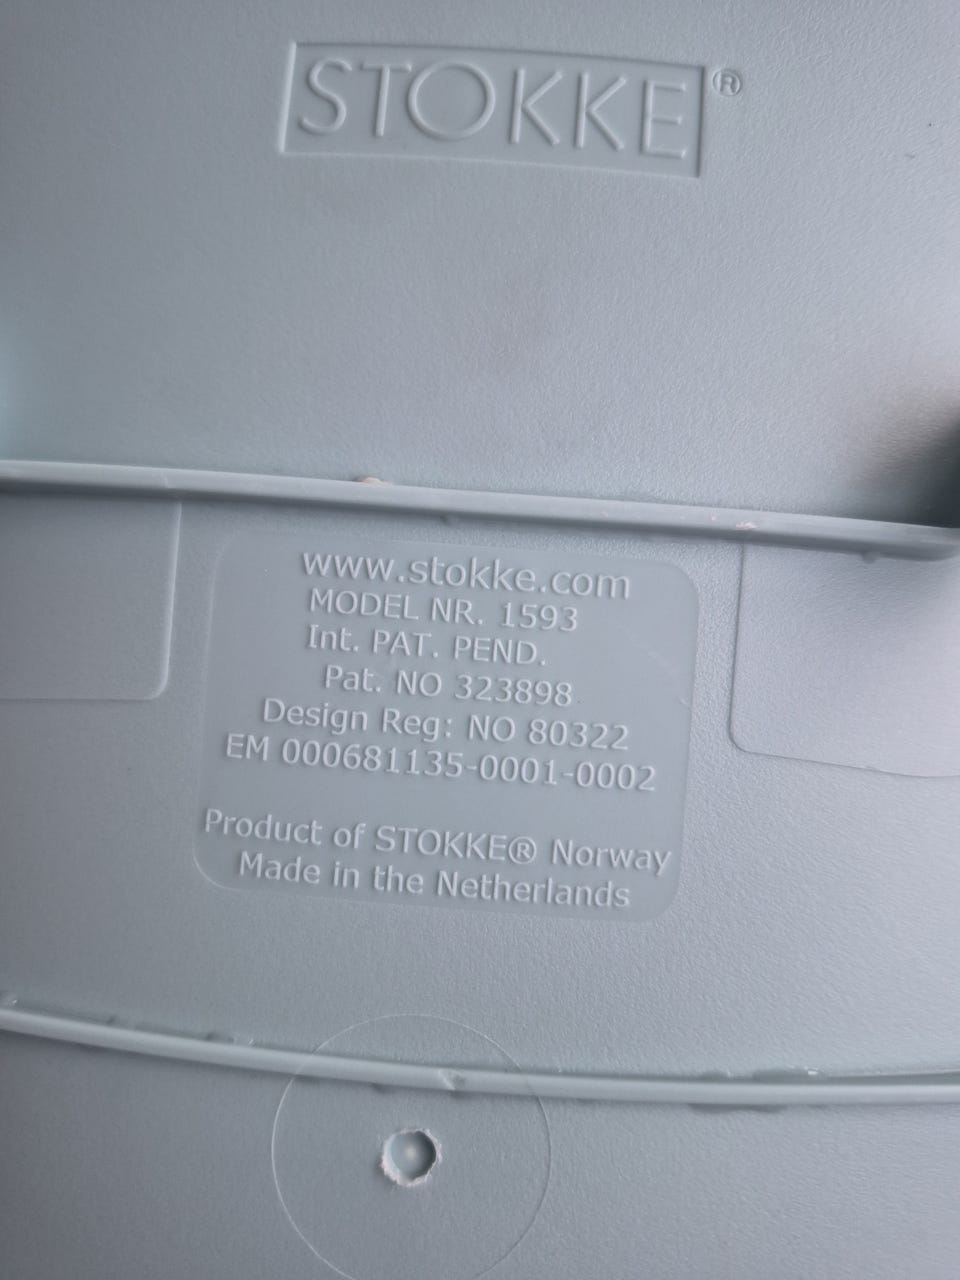 STOKKE®
www.stokke.com
MODEL NR. 1593
Int. PAT. PEND.
Pat. NO 323898
Design Reg: NO 80322
EM 000681135-0001-0002
Product of STOKKE® Norway
Made in the Netherlands